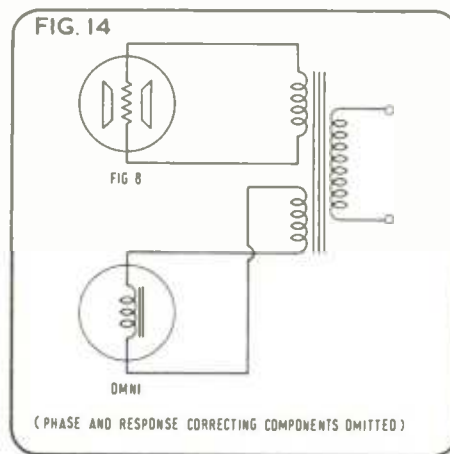 FIG. 14
FIG 8
OMNI
(PHASE AND RESPONSE CORRECTING COMPONENTS OMITTED)